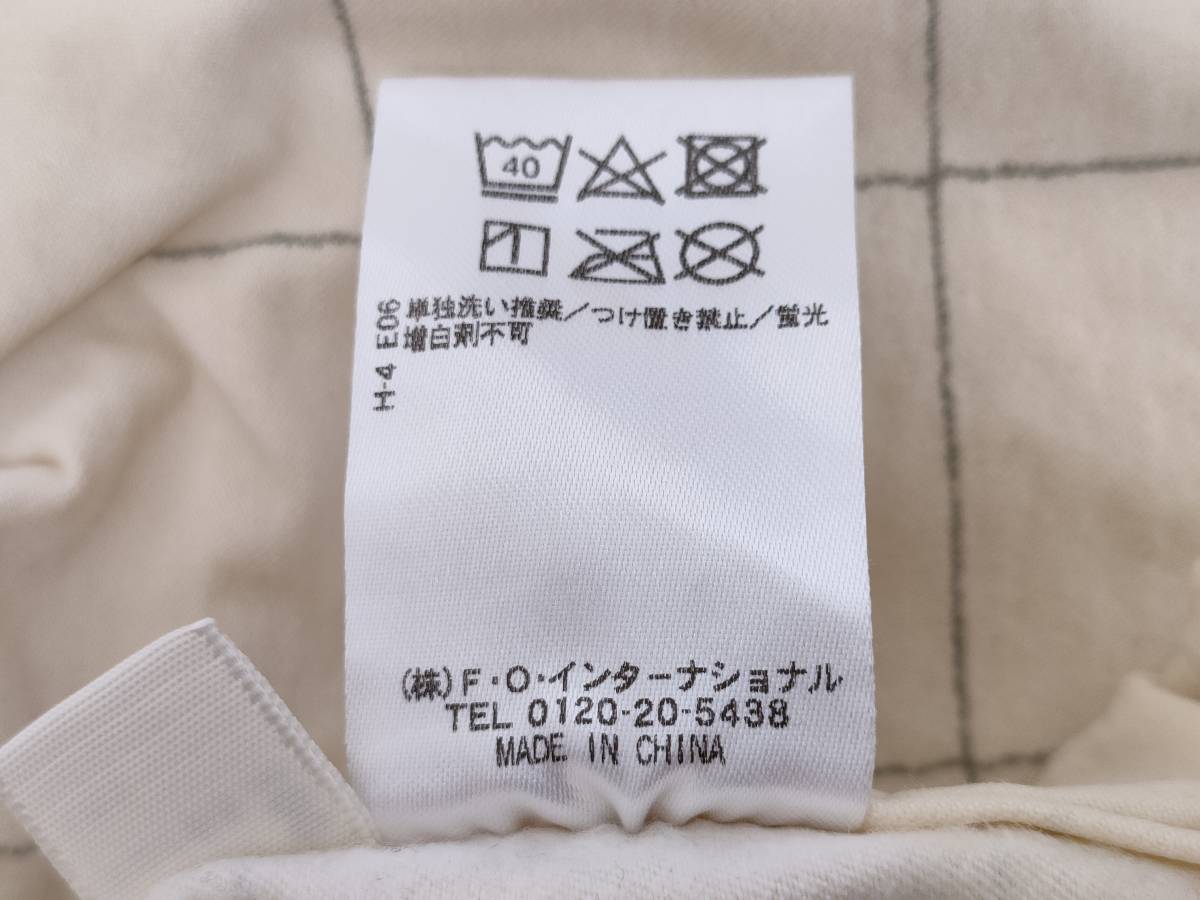 40
単独洗い推奨／つけ置き禁止／蛍光
増白剤不可
H-4 E06
(株)F・O・インターナショナル
TEL 0120-20-5438
MADE IN CHINA